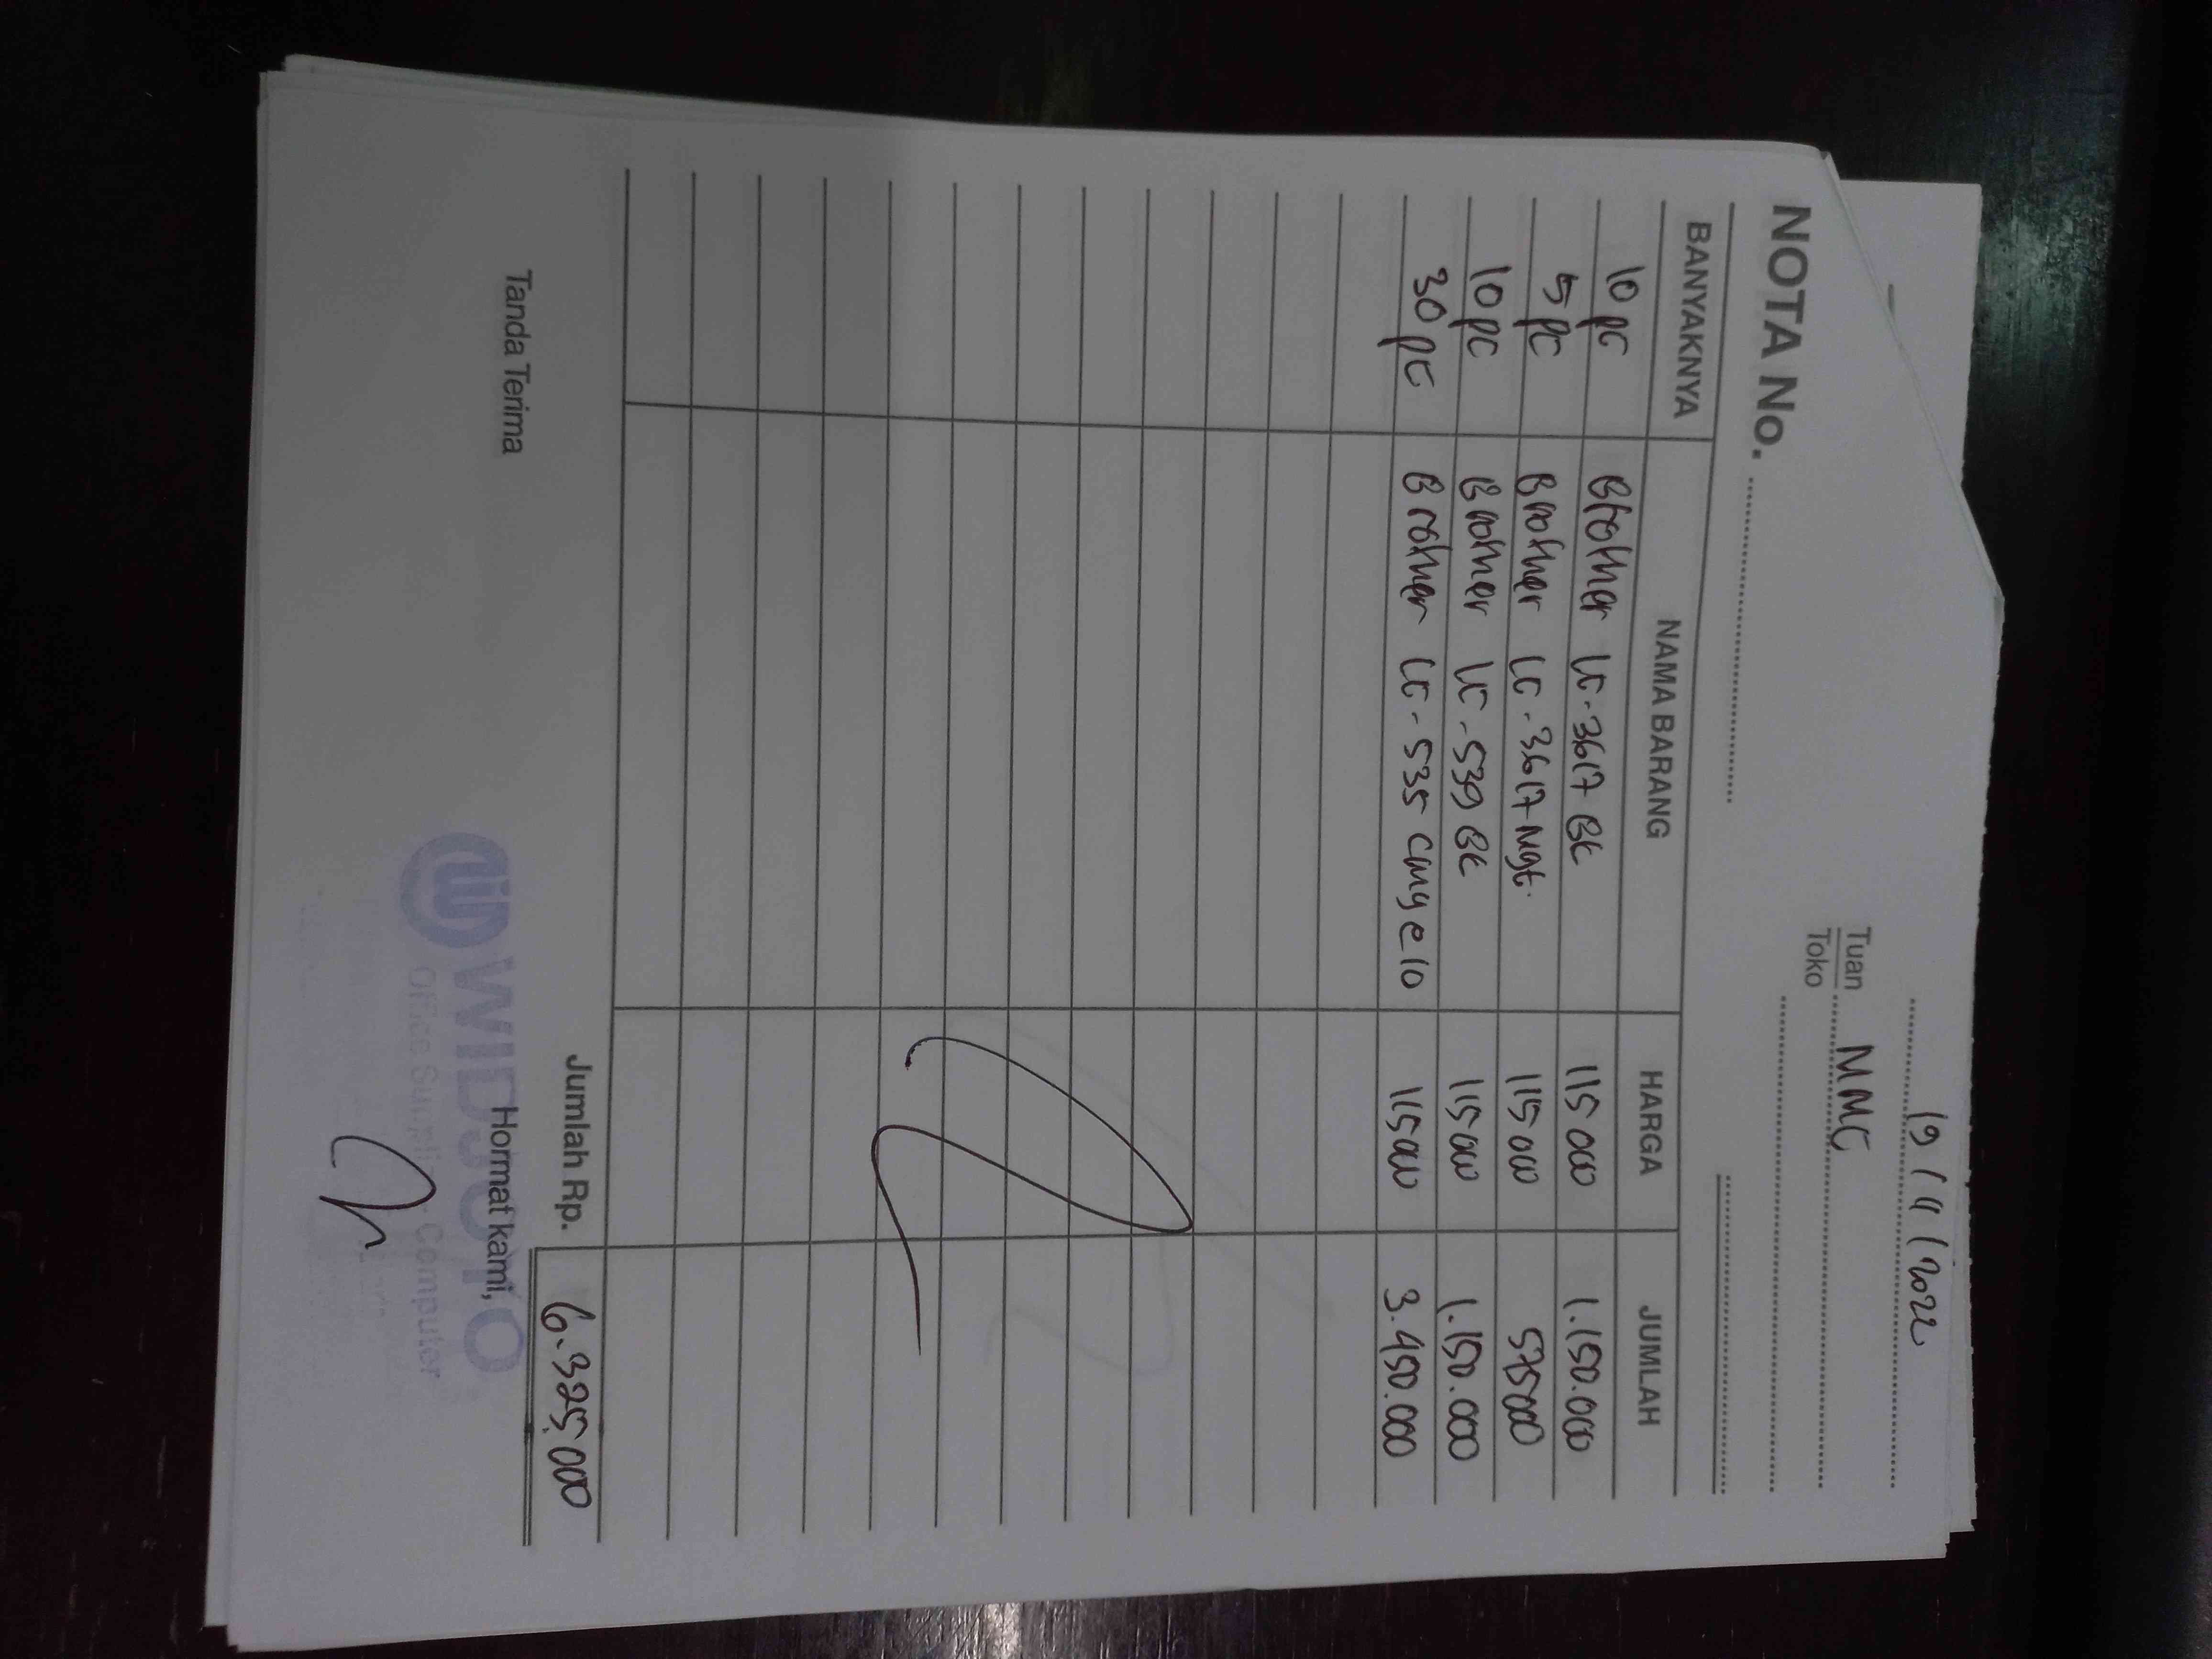 19/11/2022
Tuan MMC
Toko
NOTA No.
BANYAKNYA NAMA BARANG HARGA JUMLAH
10 pc Brother LC-3617 BK 115 000 1.150.000
5 pc Brother LC-3617 Mgt. 115 000 575 000
10 pc Brother LC-539 BK 115 000 1.150.000
30 pc Brother LC-535 cmy e 10 115 000 3.450.000
Jumlah Rp. 6.325.000
Tanda Terima Hormat kami,
WIDJOJO
Office Supplies Computer